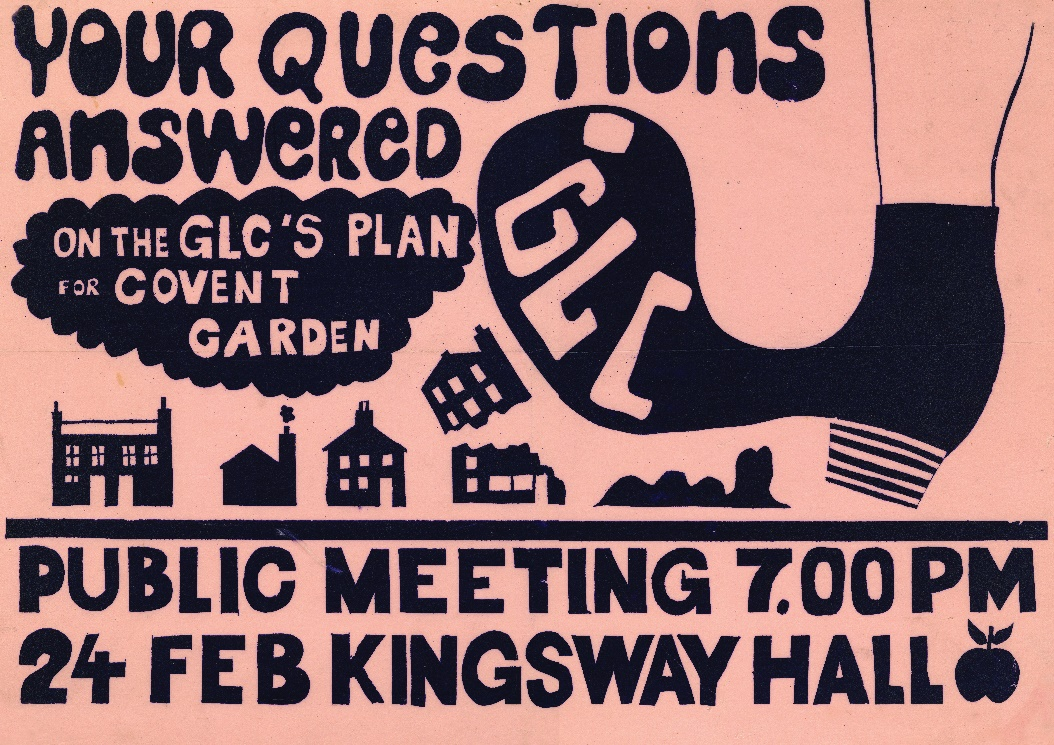 YOUR QUESTIONS
ANSWERED
ON THE GLC'S PLAN
FOR COVENT
GARDEN
GLC
PUBLIC MEETING 7.00 PM
24 FEB KINGSWAY HALL